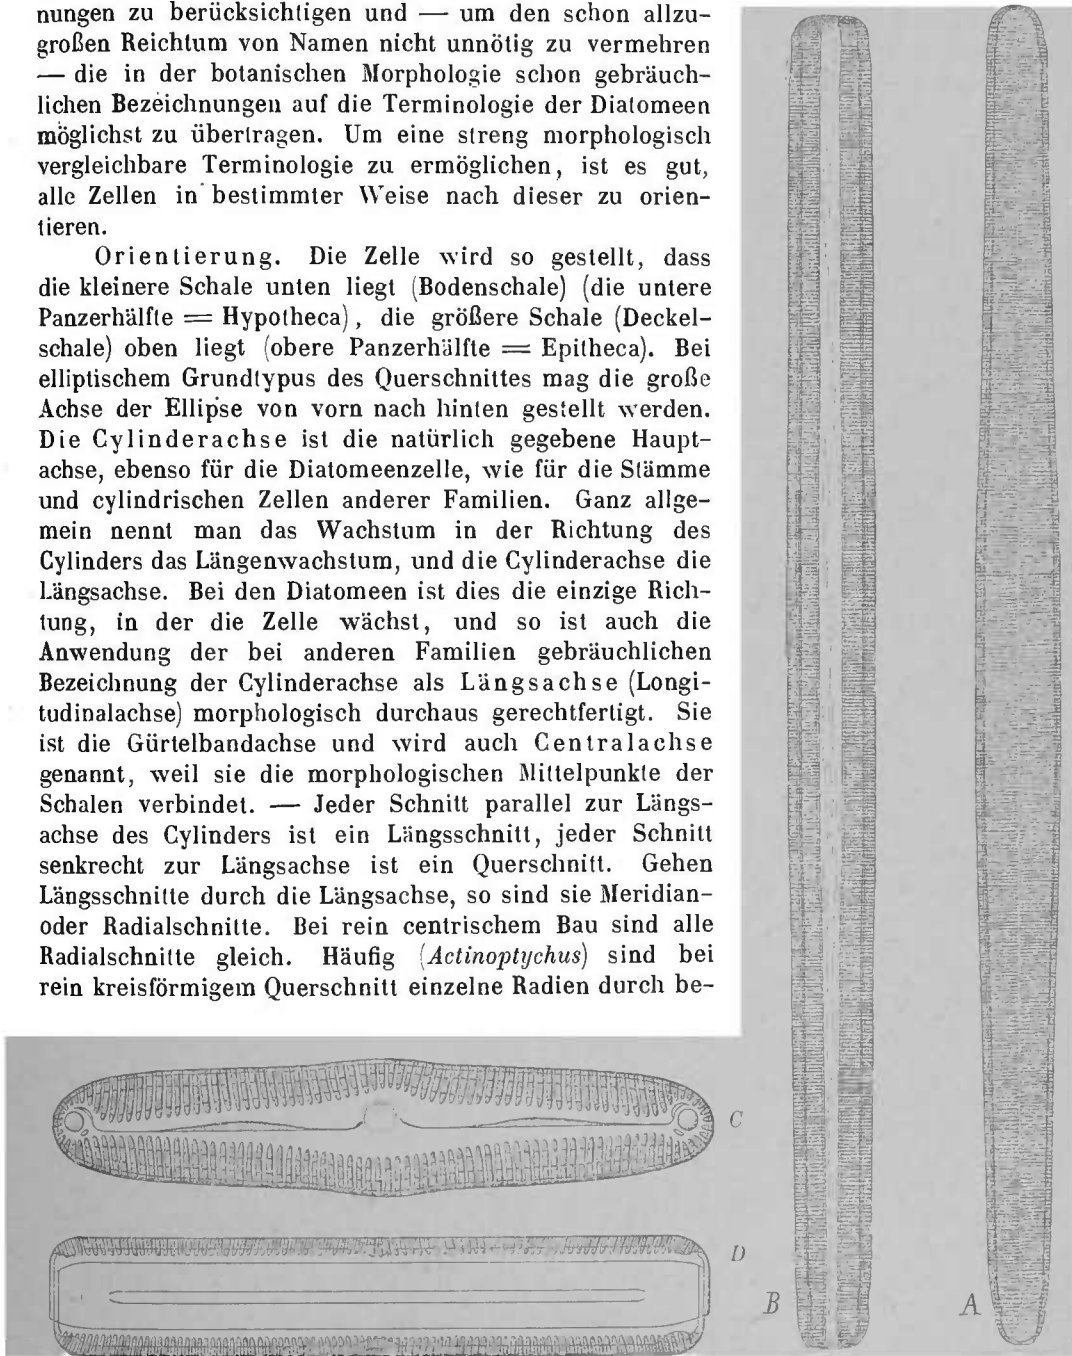 nungen zu berücksichtigen und — um den schon allzu-
großen Reichtum von Namen nicht unnötig zu vermehren
— die in der botanischen Morphologie schon gebräuch-
lichen Bezeichnungen auf die Terminologie der Diatomeen
möglichst zu übertragen. Um eine streng morphologisch
vergleichbare Terminologie zu ermöglichen, ist es gut,
alle Zellen in bestimmter Weise nach dieser zu orien-
tieren.
Orientierung. Die Zelle wird so gestellt, dass
die kleinere Schale unten liegt (Bodenschale) (die untere
Panzerhälfte = Hypotheca), die größere Schale (Deckel-
schale) oben liegt (obere Panzerhälfte = Epitheca). Bei
elliptischem Grundtypus des Querschnittes mag die große
Achse der Ellipse von vorn nach hinten gestellt werden.
Die Cylinderachse ist die natürlich gegebene Haupt-
achse, ebenso für die Diatomeenzelle, wie für die Stämme
und cylindrischen Zellen anderer Familien. Ganz allge-
mein nennt man das Wachstum in der Richtung des
Cylinders das Längenwachstum, und die Cylinderachse die
Längsachse. Bei den Diatomeen ist dies die einzige Rich-
tung, in der die Zelle wächst, und so ist auch die
Anwendung der bei anderen Familien gebräuchlichen
Bezeichnung der Cylinderachse als Längsachse (Longi-
tudinalachse) morphologisch durchaus gerechtfertigt. Sie
ist die Gürtelbandachse und wird auch Centralachse
genannt, weil sie die morphologischen Mittelpunkte der
Schalen verbindet. — Jeder Schnitt parallel zur Längs-
achse des Cylinders ist ein Längsschnitt, jeder Schnitt
senkrecht zur Längsachse ist ein Querschnitt. Gehen
Längsschnitte durch die Längsachse, so sind sie Meridian-
oder Radialschnitte. Bei rein centrischem Bau sind alle
Radialschnitte gleich. Häufig (Actinoptychus) sind bei
rein kreisförmigem Querschnitt einzelne Radien durch be-
C
D
B
A